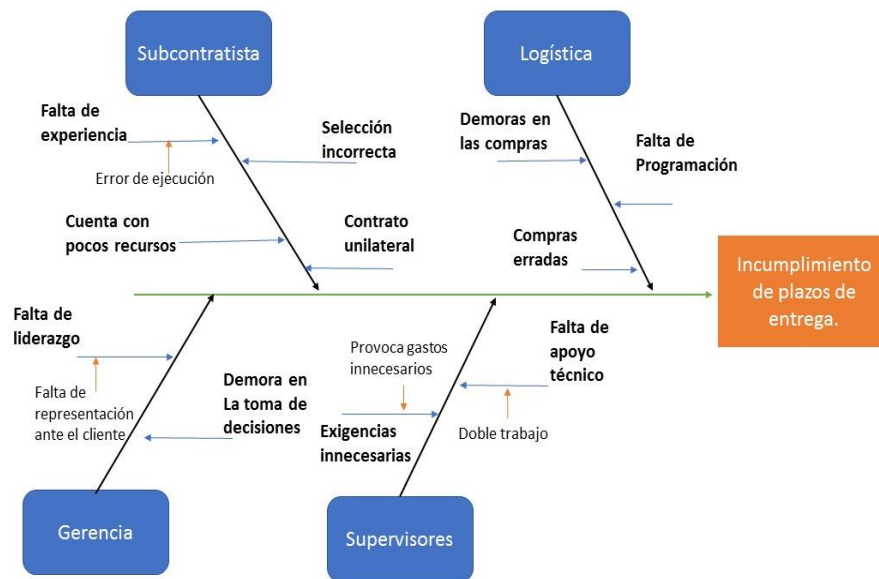 Subcontratista
Logística
Falta de
experiencia
Error de ejecución
Selección
incorrecta
Cuenta con
pocos recursos
Contrato
unilateral
Demoras en
las compras
Falta de
Programación
Compras
erradas
Incumplimiento
de plazos de
entrega.
Falta de
liderazgo
Falta de
representación
ante el cliente
Demora en
La toma de
decisiones
Provoca gastos
innecesarios
Exigencias
innecesarias
Falta de
apoyo
técnico
Doble trabajo
Gerencia
Supervisores